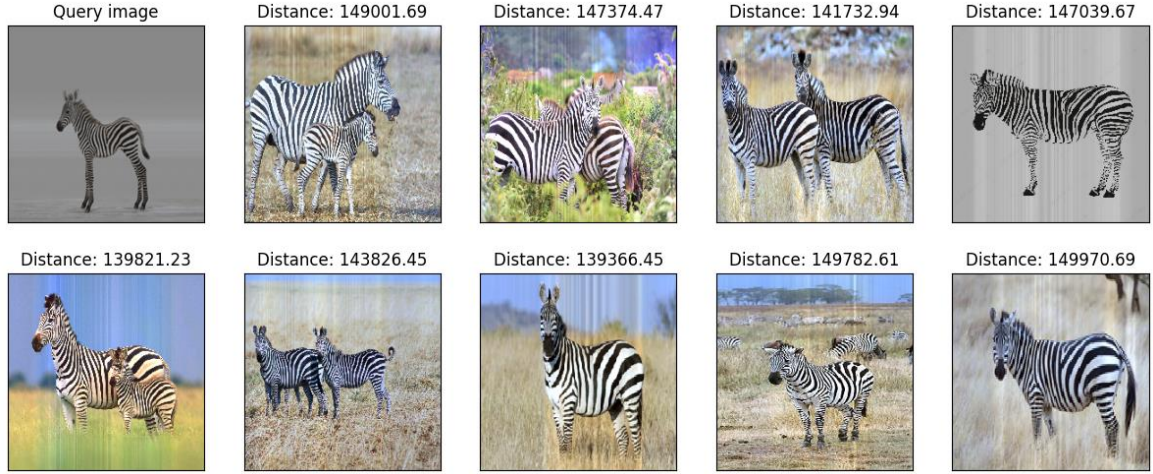 Query image
Distance: 149001.69
Distance: 147374.47
Distance: 141732.94
Distance: 147039.67
Distance: 139821.23
Distance: 143826.45
Distance: 139366.45
Distance: 149782.61
Distance: 149970.69